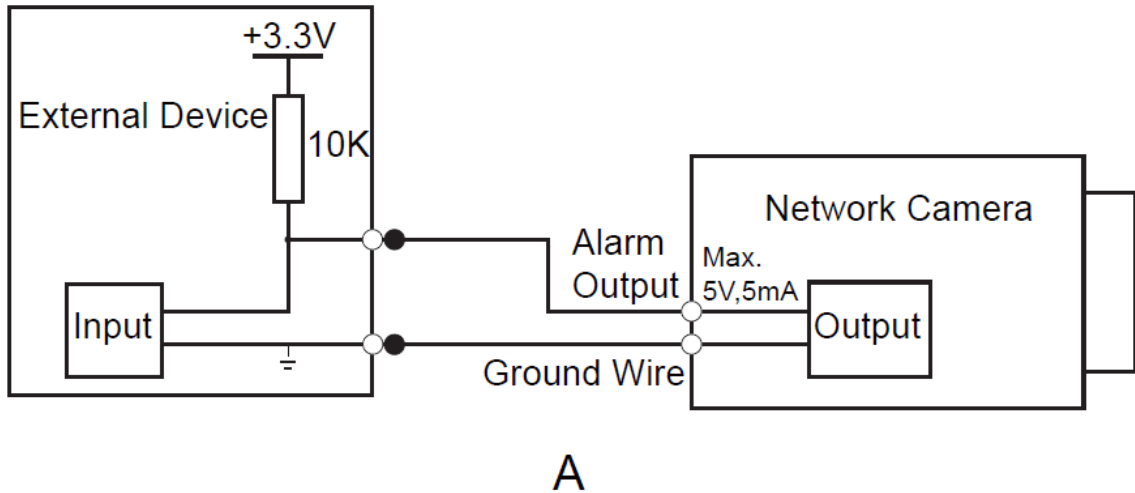 +3.3V
External Device
10K
Network Camera
Alarm
Output
Max.
5V,5mA
Input
Output
Ground Wire
A